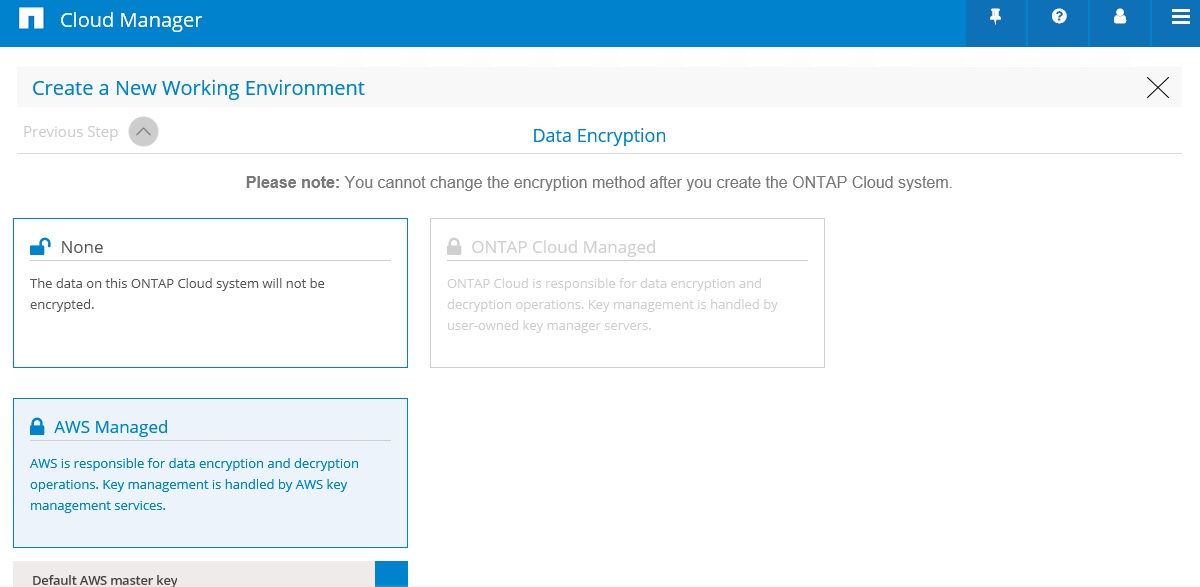 Cloud Manager
Create a New Working Environment
Previous Step
Data Encryption
Please note: You cannot change the encryption method after you create the ONTAP Cloud system.
None
The data on this ONTAP Cloud system will not be
encrypted.
ONTAP Cloud Managed
ONTAP Cloud is responsible for data encryption and
decryption operations. Key management is handled by
user-owned key manager servers.
AWS Managed
AWS is responsible for data encryption and decryption
operations. Key management is handled by AWS key
management services.
Default AWS master key